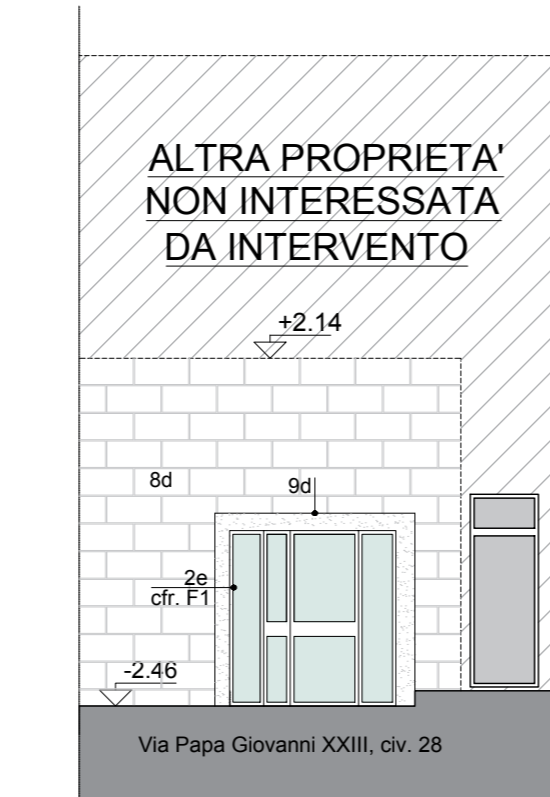 ALTRA PROPRIETA'
NON INTERESSATA
DA INTERVENTO
+2.14
8d
9d
2e
cfr. F1
-2.46
Via Papa Giovanni XXIII, civ. 28